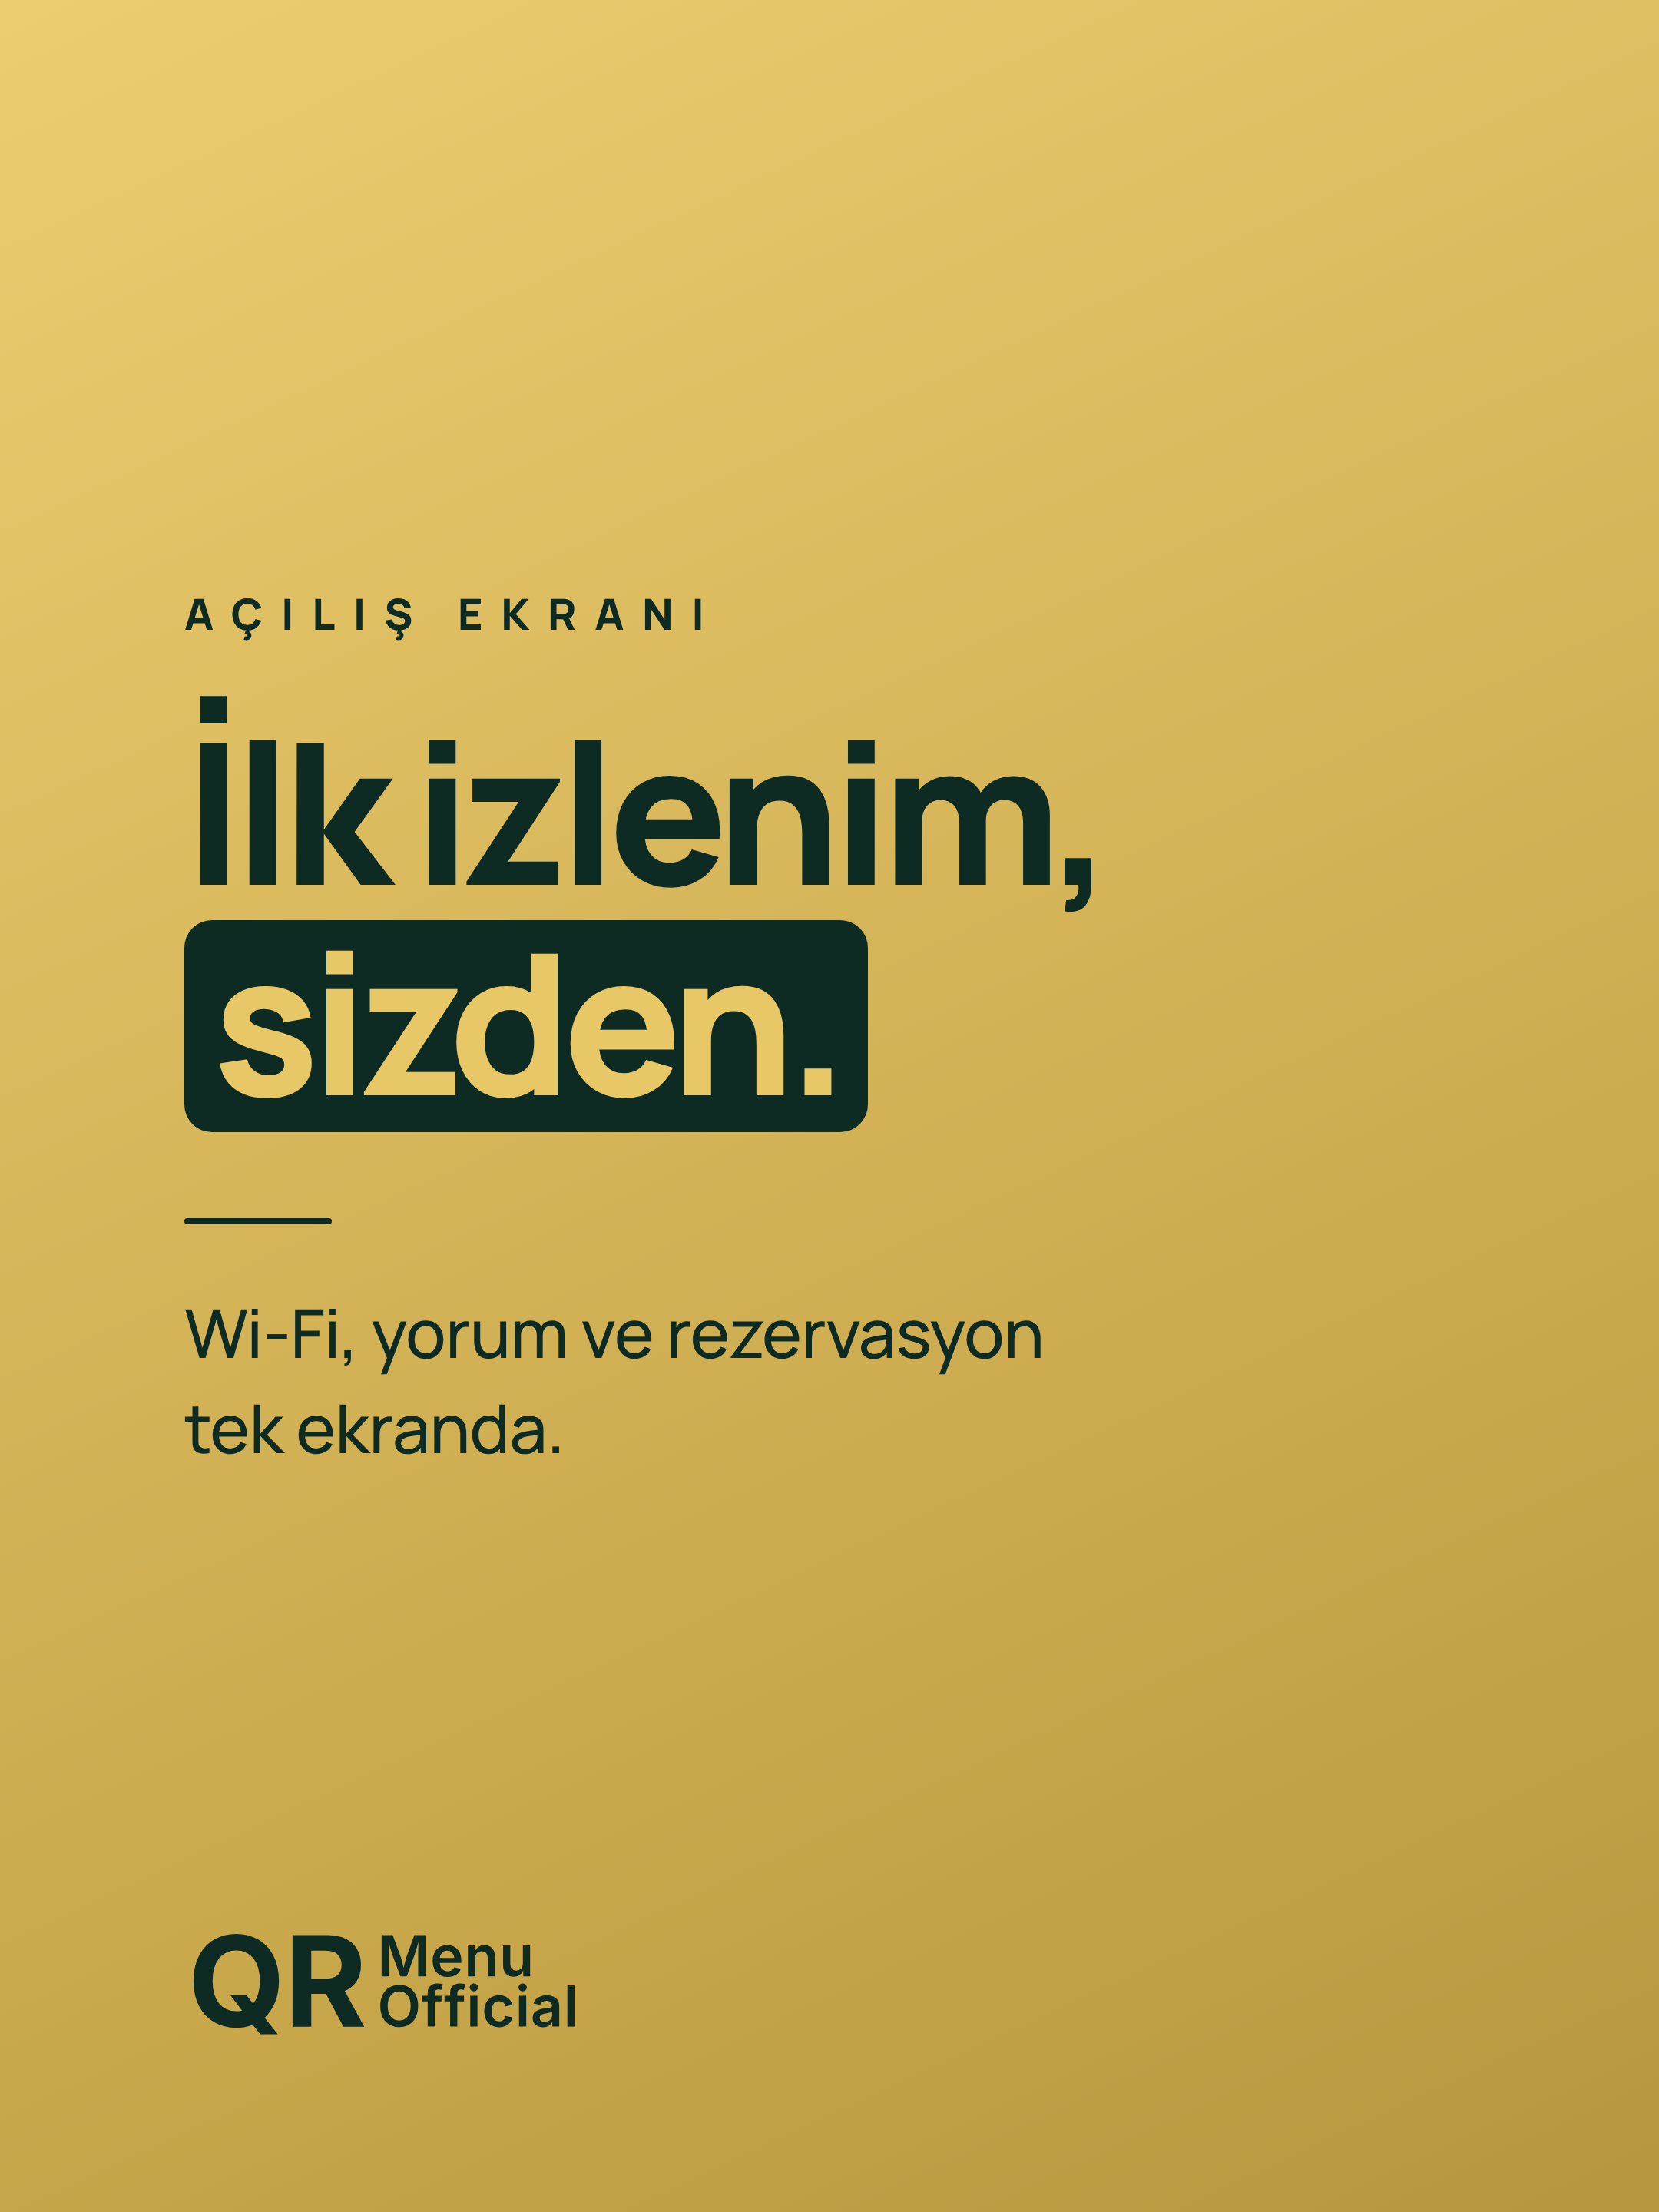 AÇILIŞ EKRANI
İlk izlenim,
sizden.
Wi-Fi, yorum ve rezervasyon
tek ekranda.
QR Menu
Official